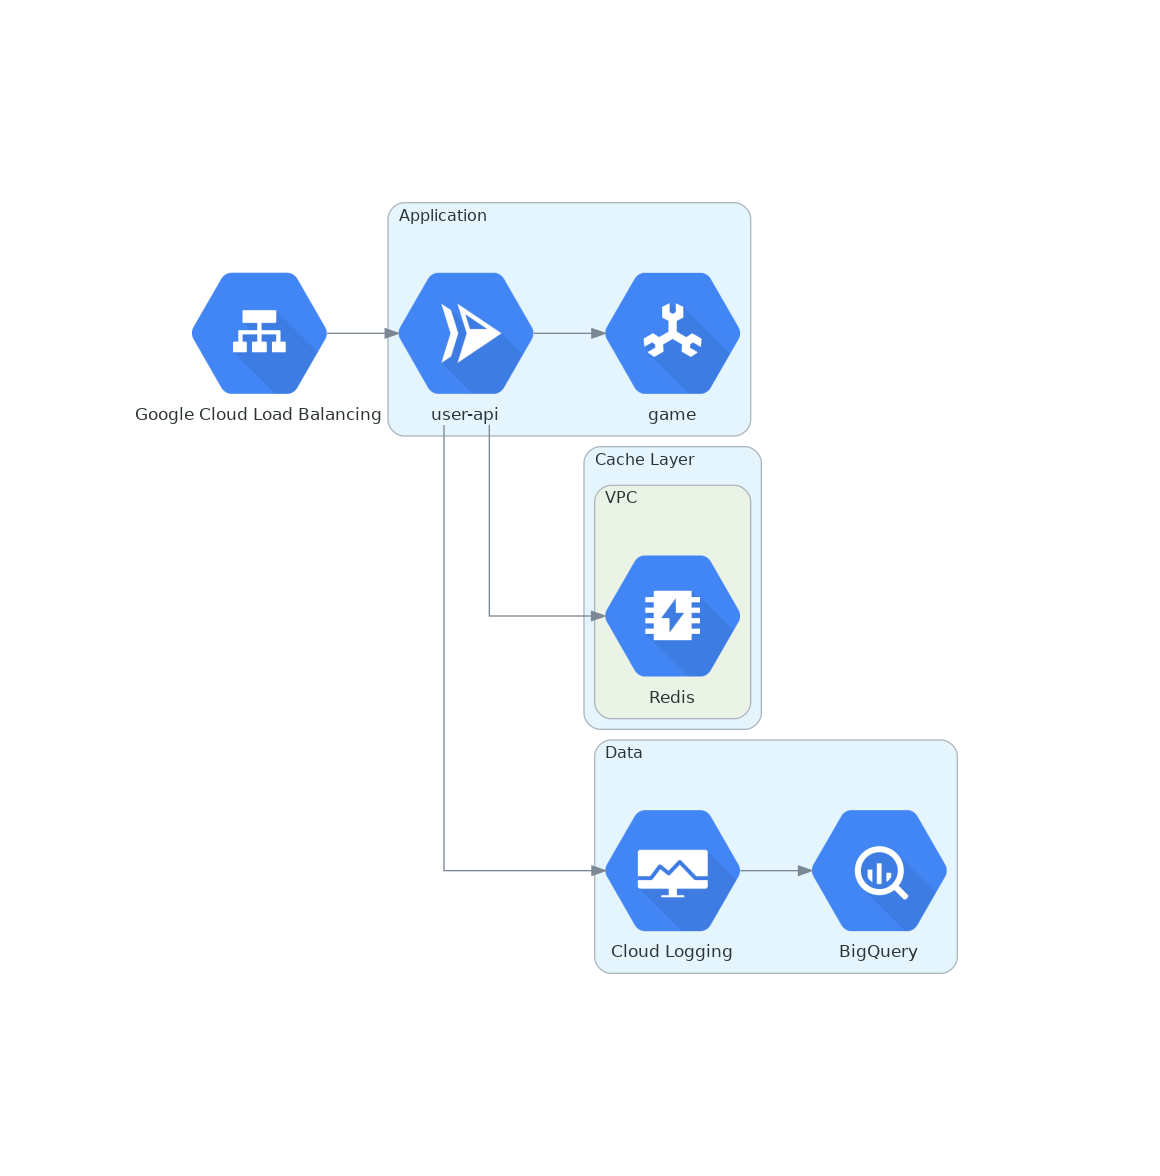 Application
Google Cloud Load Balancing
user-api
game
Cache Layer
VPC
Redis
Data
Cloud Logging
BigQuery